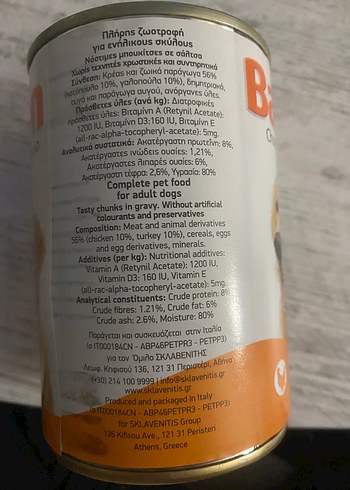 Πλήρης ζωοτροφή
για ενήλικους σκύλους
Νόστιμες μπουκίτσες σε σάλτσα
Χωρίς τεχνητές χρωστικές και συντηρητικά
Σύνθεση: Κρέας και ζωικά παράγωγα 56%
(κοτόπουλο 10%, γαλοπούλα 10%), δημητριακά,
αυγά και παράγωγα αυγού, ανόργανες ύλες.
Πρόσθετες ύλες (ανά kg): Διατροφικές
πρόσθετες ύλες: Βιταμίνη Α (Retynil Acetate):
1200 IU, Βιταμίνη D3:160 IU, Βιταμίνη Ε
(all-rac-alpha-tocopheryl-acetate): 5mg.
Αναλυτικά συστατικά: Ακατέργαστη πρωτεΐνη: 8%,
Ακατέργαστες ινώδεις ουσίες: 1,21%,
Ακατέργαστες λιπαρές ουσίες: 6%,
Ακατέργαστη τέφρα: 2,6%, Υγρασία: 80%
Complete pet food
for adult dogs
Tasty chunks in gravy. Without artificial
colourants and preservatives
Composition: Meat and animal derivatives
56% (chicken 10%, turkey 10%), cereals, eggs
and egg derivatives, minerals.
Additives (per kg): Nutritional additives:
Vitamin A (Retynil Acetate): 1200 IU,
Vitamin D3: 160 IU, Vitamin E
(all-rac-alpha-tocopheryl-acetate): 5mg.
Analytical constituents: Crude protein: 8%
Crude fibres: 1.21%, Crude fat: 6%
Crude ash: 2.6%, Moisture: 80%
Παράγεται και συσκευάζεται στην Ιταλία
(α IT000184CN - ABP46PETPR3 - PETPP3)
για τον Όμιλο ΣΚΛΑΒΕΝΙΤΗΣ
Λεωφ. Κηφισού 136, 121 31 Περιστέρι, Αθήνα
(+30) 214 100 9999 | info@sklavenitis.gr
www.sklavenitis.gr
Produced and packaged in Italy
(α IT000184CN - ABP46PETPR3 - PETPP3)
for SKLAVENITIS Group
136 Kifisou Ave., 121 31 Peristeri
Athens, Greece
Ba